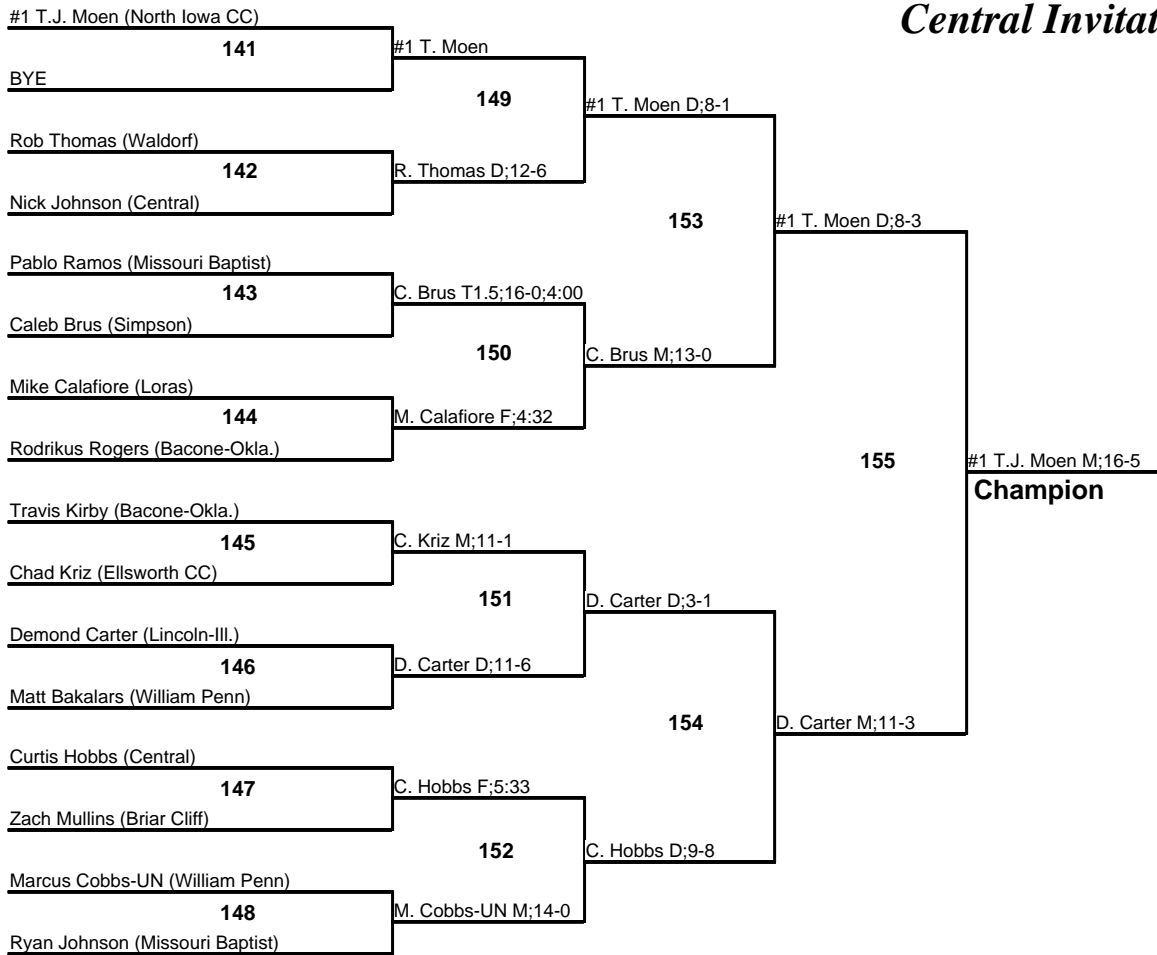 #1 T.J. Moen (North Iowa CC)
Central Invitat
141
#1 T. Moen
BYE
149
#1 T. Moen D;8-1
Rob Thomas (Waldorf)
142
R. Thomas D;12-6
Nick Johnson (Central)
153
#1 T. Moen D;8-3
Pablo Ramos (Missouri Baptist)
143
C. Brus T1.5;16-0;4:00
Caleb Brus (Simpson)
150
C. Brus M;13-0
Mike Calafiore (Loras)
144
M. Calafiore F;4:32
Rodrikus Rogers (Bacone-Okla.)
155
#1 T.J. Moen M;16-5
Champion
Travis Kirby (Bacone-Okla.)
145
C. Kriz M;11-1
Chad Kriz (Ellsworth CC)
151
D. Carter D;3-1
Demond Carter (Lincoln-Ill.)
146
D. Carter D;11-6
Matt Bakalars (William Penn)
154
D. Carter M;11-3
Curtis Hobbs (Central)
147
C. Hobbs F;5:33
Zach Mullins (Briar Cliff)
152
C. Hobbs D;9-8
Marcus Cobbs-UN (William Penn)
148
M. Cobbs-UN M;14-0
Ryan Johnson (Missouri Baptist)